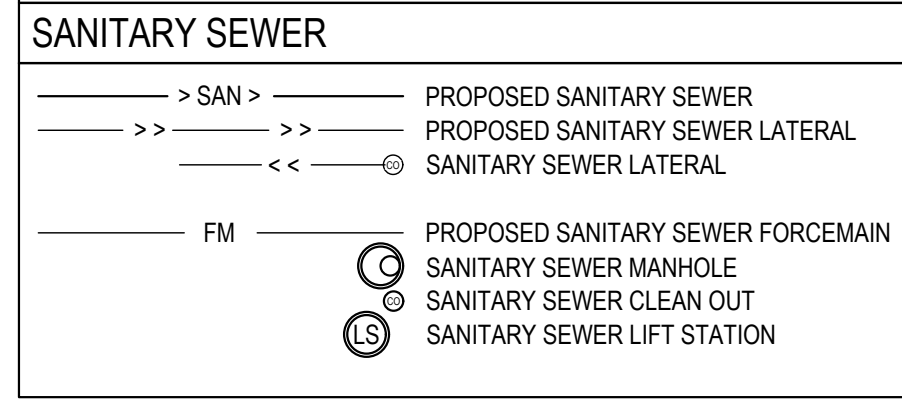 SANITARY SEWER
> SAN > PROPOSED SANITARY SEWER
> > > > PROPOSED SANITARY SEWER LATERAL
< < CO SANITARY SEWER LATERAL
FM PROPOSED SANITARY SEWER FORCEMAIN
SANITARY SEWER MANHOLE
CO SANITARY SEWER CLEAN OUT
LS SANITARY SEWER LIFT STATION